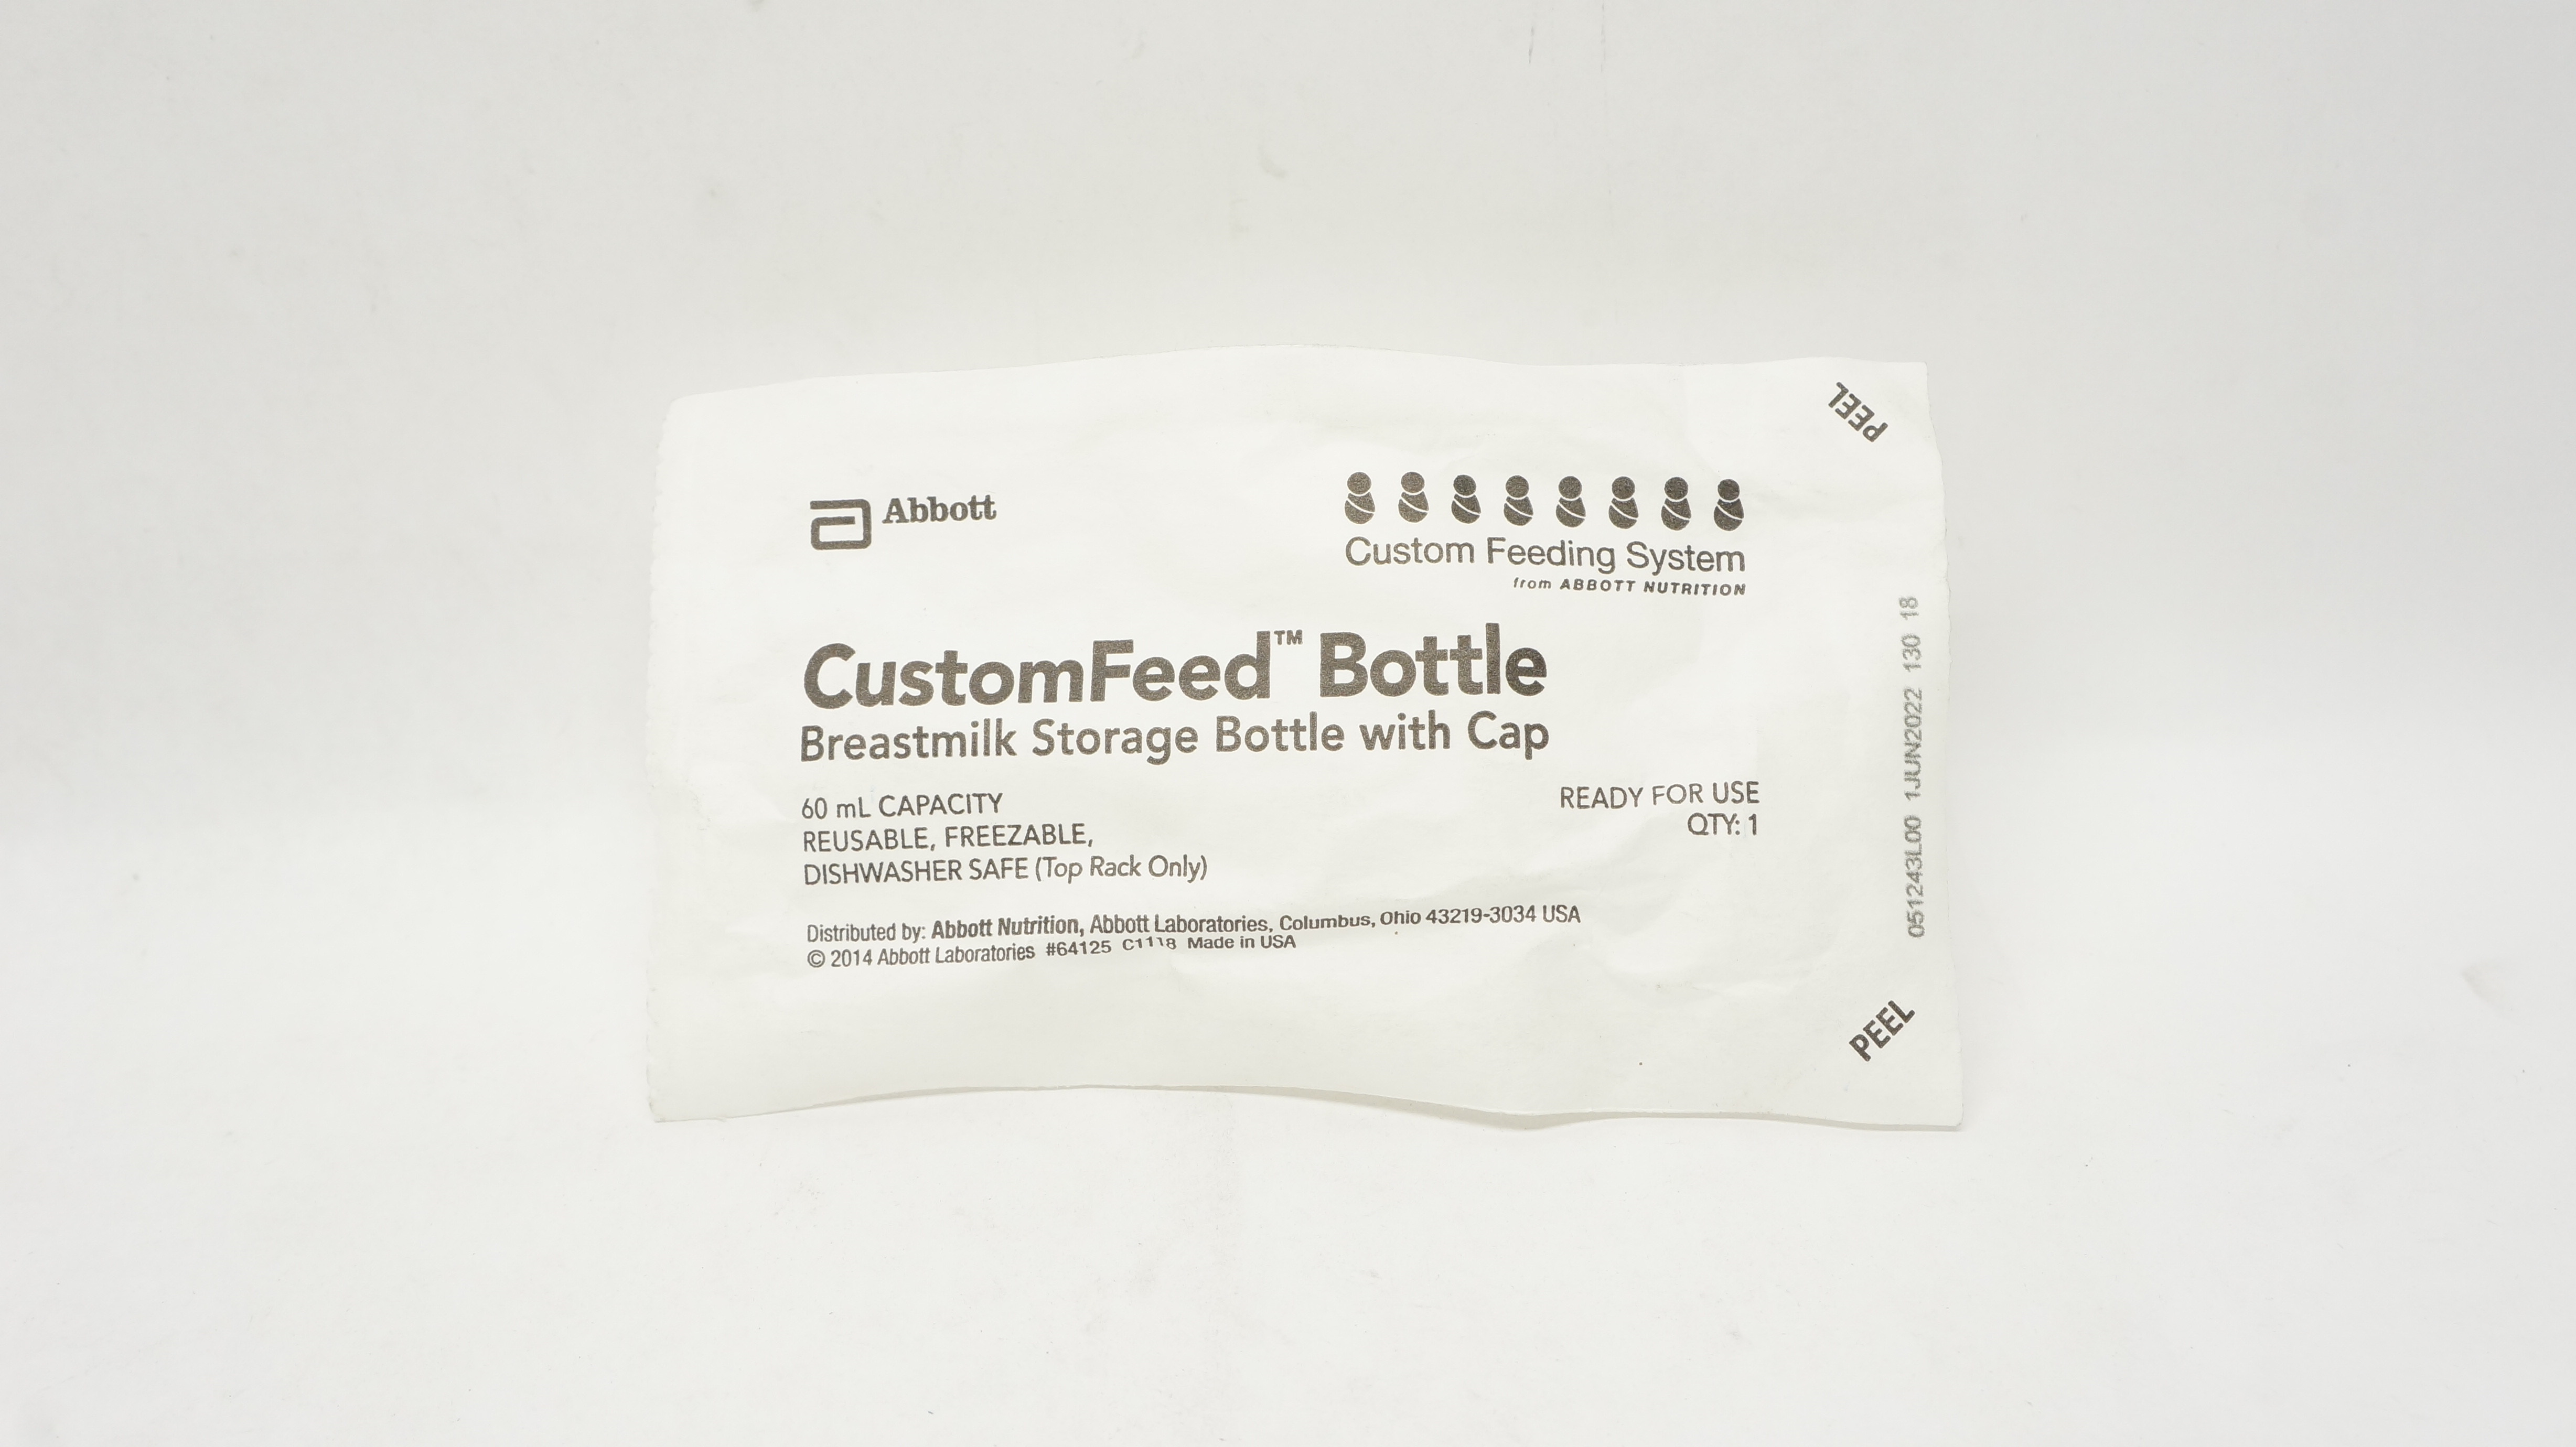 PEEL
Abbott
Custom Feeding System
from ABBOTT NUTRITION
CustomFeed™ Bottle
Breastmilk Storage Bottle with Cap
60 mL CAPACITY
REUSABLE, FREEZABLE,
DISHWASHER SAFE (Top Rack Only)
READY FOR USE
QTY: 1
Distributed by: Abbott Nutrition, Abbott Laboratories, Columbus, Ohio 43219-3034 USA
© 2014 Abbott Laboratories #64125 C1118 Made in USA
051243L00 1JUN2022 130 18
PEEL